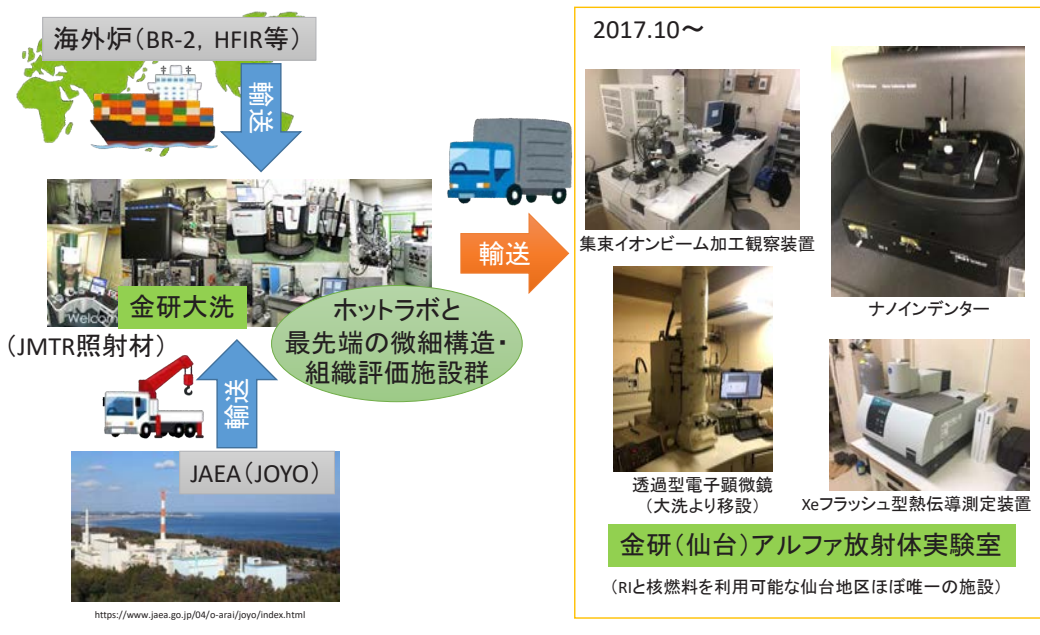 海外炉(BR-2, HFIR等)
輸送
金研大洗
Welcom
(JMTR照射材)
ホットラボと
最先端の微細構造・
組織評価施設群
輸送
JAEA(JOYO)
https://www.jaea.go.jp/04/o-arai/joyo/index.html
輸送
2017.10～
集束イオンビーム加工観察装置
ナノインデンター
透過型電子顕微鏡
(大洗より移設)
Xeフラッシュ型熱伝導測定装置
金研(仙台)アルファ放射体実験室
(RIと核燃料を利用可能な仙台地区ほぼ唯一の施設)